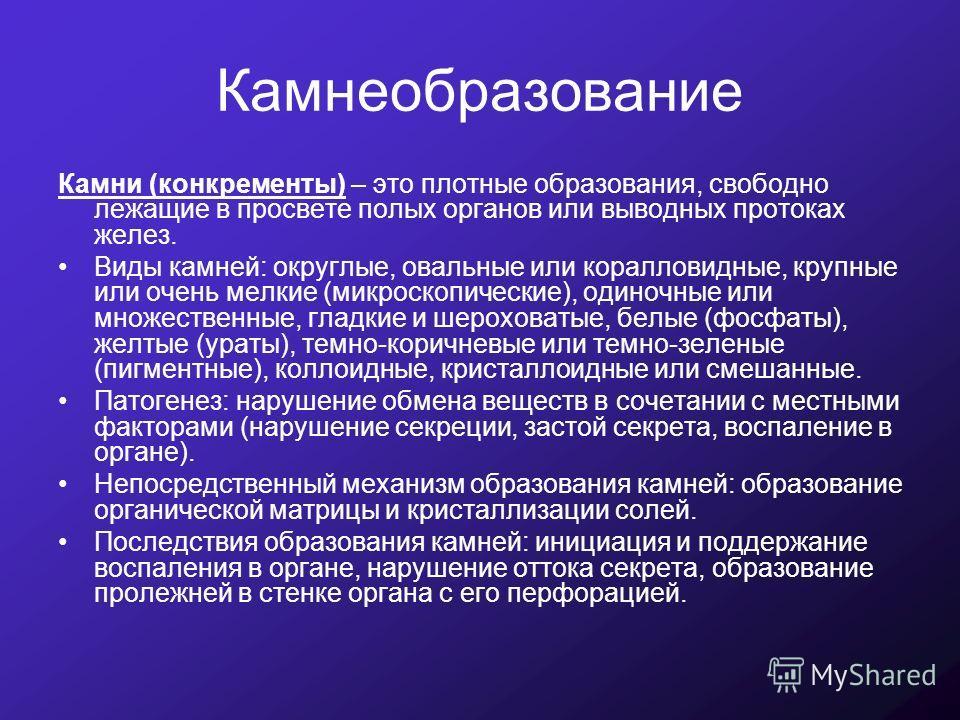 Камнеобразование
Камни (конкременты) – это плотные образования, свободно
лежащие в просвете полых органов или выводных протоках
желез.
• Виды камней: округлые, овальные или коралловидные, крупные
или очень мелкие (микроскопические), одиночные или
множественные, гладкие и шероховатые, белые (фосфаты),
желтые (ураты), темно-коричневые или темно-зеленые
(пигментные), коллоидные, кристаллоидные или смешанные.
• Патогенез: нарушение обмена веществ в сочетании с местными
факторами (нарушение секреции, застой секрета, воспаление в
органе).
• Непосредственный механизм образования камней: образование
органической матрицы и кристаллизации солей.
• Последствия образования камней: инициация и поддержание
воспаления в органе, нарушение оттока секрета, образование
пролежней в стенке органа с его перфорацией.
MyShared